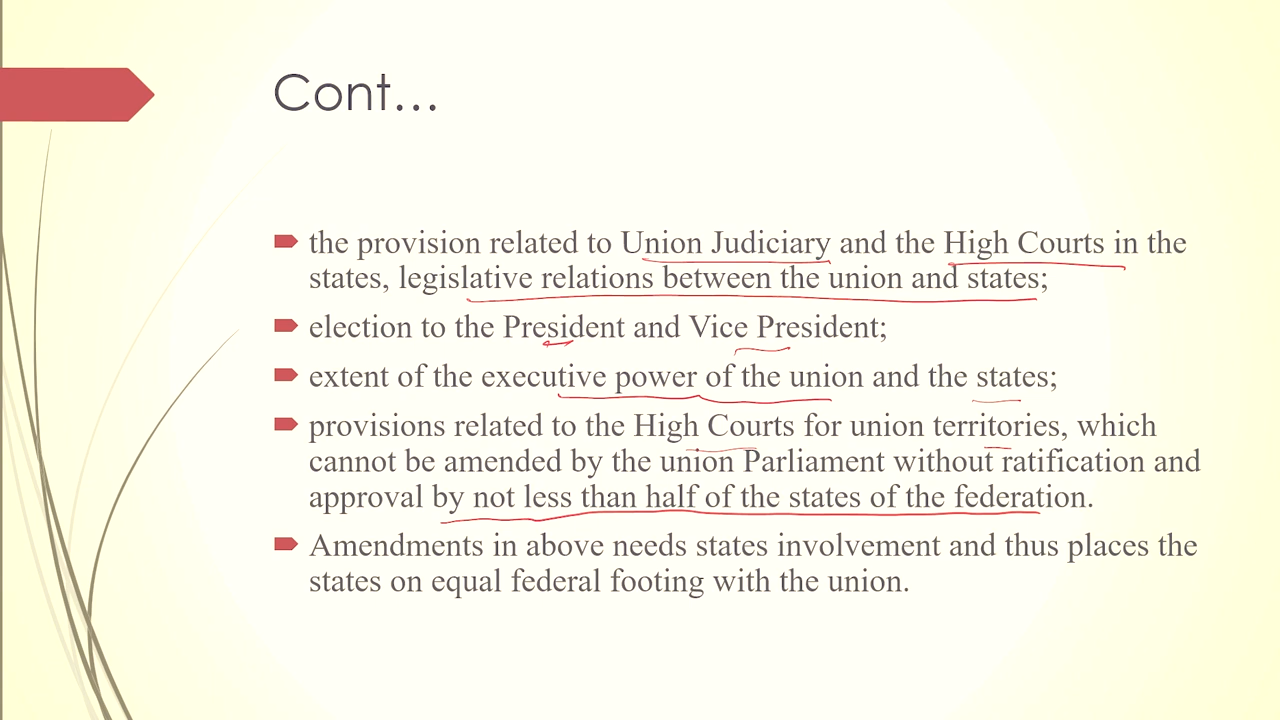 Cont...
the provision related to Union Judiciary and the High Courts in the
states, legislative relations between the union and states;
election to the President and Vice President;
extent of the executive power of the union and the states;
provisions related to the High Courts for union territories, which
cannot be amended by the union Parliament without ratification and
approval by not less than half of the states of the federation.
Amendments in above needs states involvement and thus places the
states on equal federal footing with the union.